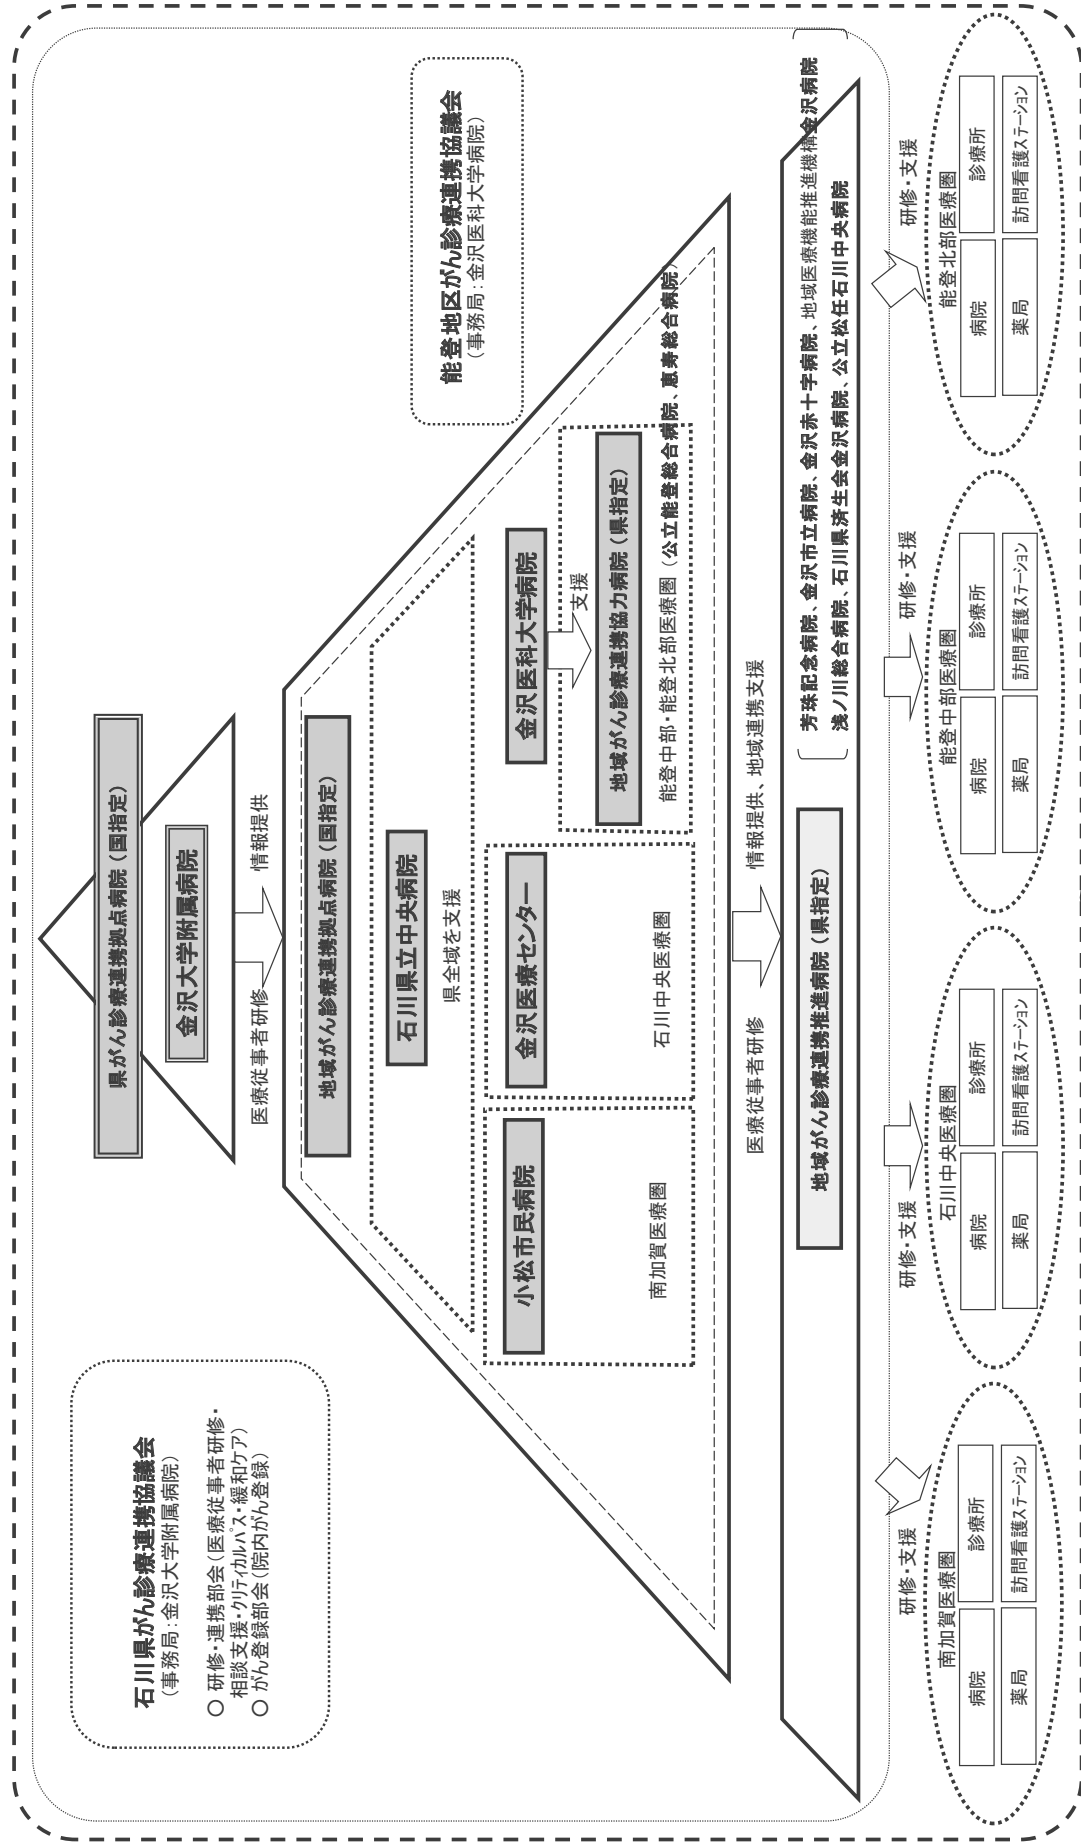 石川県がん診療連携協議会
(事務局:金沢大学附属病院)
○ 研修・連携部会(医療従事者研修・
相談支援・クリティカルパス・緩和ケア)
○ がん登録部会(院内がん登録)
県がん診療連携拠点病院(国指定)
金沢大学附属病院
医療従事者研修
情報提供
能登地区がん診療連携協議会
(事務局:金沢医科大学病院)
地域がん診療連携拠点病院(国指定)
石川県立中央病院
県全域を支援
小松市民病院
南加賀医療圏
金沢医療センター
石川中央医療圏
金沢医科大学病院
支援
地域がん診療連携協力病院(県指定)
能登中部・能登北部医療圏(公立能登総合病院、恵寿総合病院)
医療従事者研修
情報提供、地域連携支援
地域がん診療連携推進病院(県指定)
芳珠記念病院、金沢市立病院、金沢赤十字病院、地域医療機能推進機構金沢病院
浅ノ川総合病院、石川県済生会金沢病院、公立松任石川中央病院
研修・支援
研修・支援
研修・支援
研修・支援
南加賀医療圏
病院
診療所
薬局
訪問看護ステーション
石川中央医療圏
病院
診療所
薬局
訪問看護ステーション
能登中部医療圏
病院
診療所
薬局
訪問看護ステーション
能登北部医療圏
病院
診療所
薬局
訪問看護ステーション